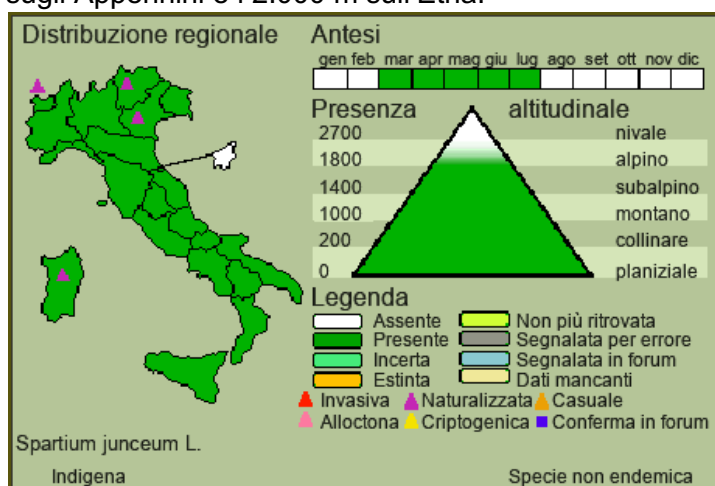 sugli Appennini e i 2.000 m sull'Etna.
Distribuzione regionale
Antesi
gen feb mar apr mag giu lug ago set ott nov dic
Presenza altitudinale
2700 nivale
1800 alpino
1400 subalpino
1000 montano
200 collinare
0 planiziale
Legenda
Assente Non più ritrovata
Presente Segnalata per errore
Incerta Segnalata in forum
Estinta Dati mancanti
Invasiva Naturalizzata Casuale
Alloctona Criptogenica Conferma in forum
Spartium junceum L.
Indigena Specie non endemica